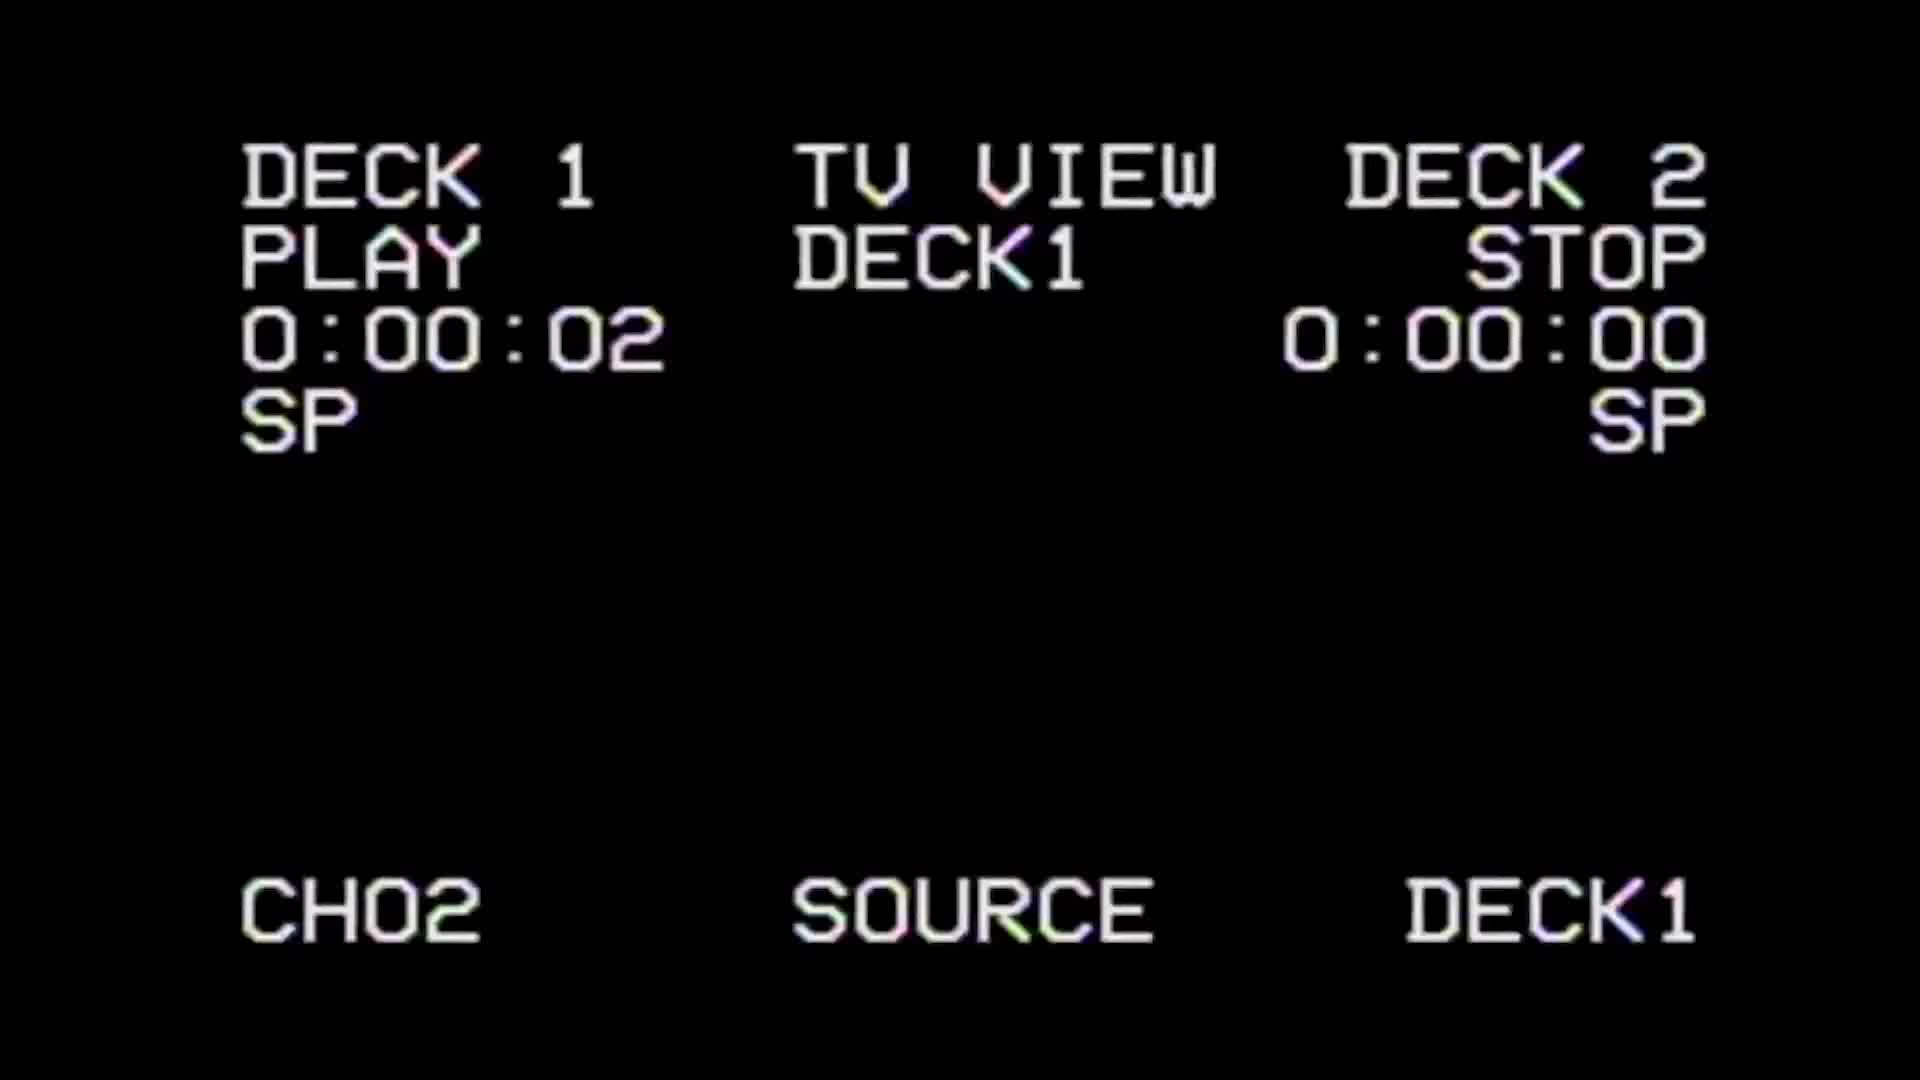 DECK 1 TV VIEW DECK 2
PLAY DECK1 STOP
0:00:02 0:00:00
SP SP
CH02 SOURCE DECK1